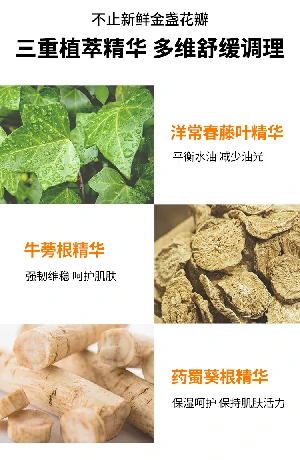 不止新鲜金盏花瓣
三重植萃精华 多维舒缓调理
洋常春藤叶精华
平衡水油 减少油光
牛蒡根精华
强韧维稳 呵护肌肤
药蜀葵根精华
保湿呵护 保持肌肤活力